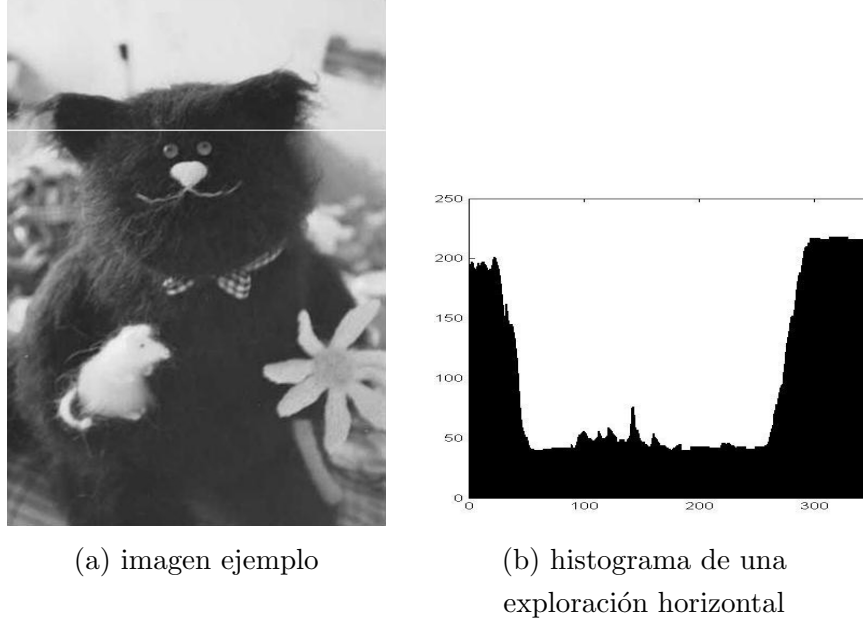 250
200
150
100
50
0
0 100 200 300
(a) imagen ejemplo
(b) histograma de una
exploración horizontal